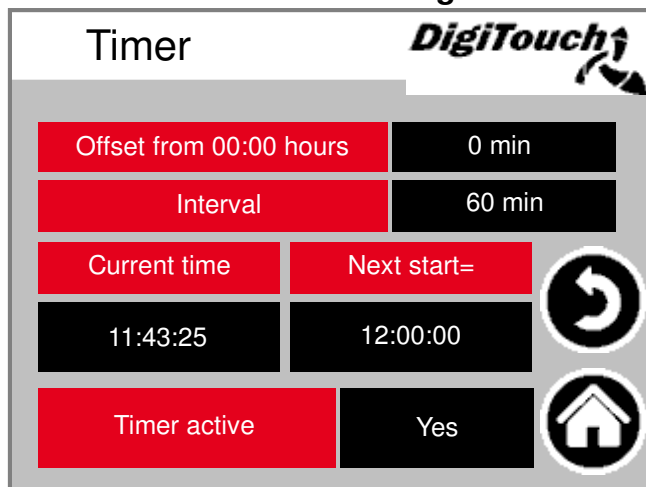 Timer
DigiTouch
Offset from 00:00 hours
0 min
Interval
60 min
Current time
Next start=
11:43:25
12:00:00
Timer active
Yes